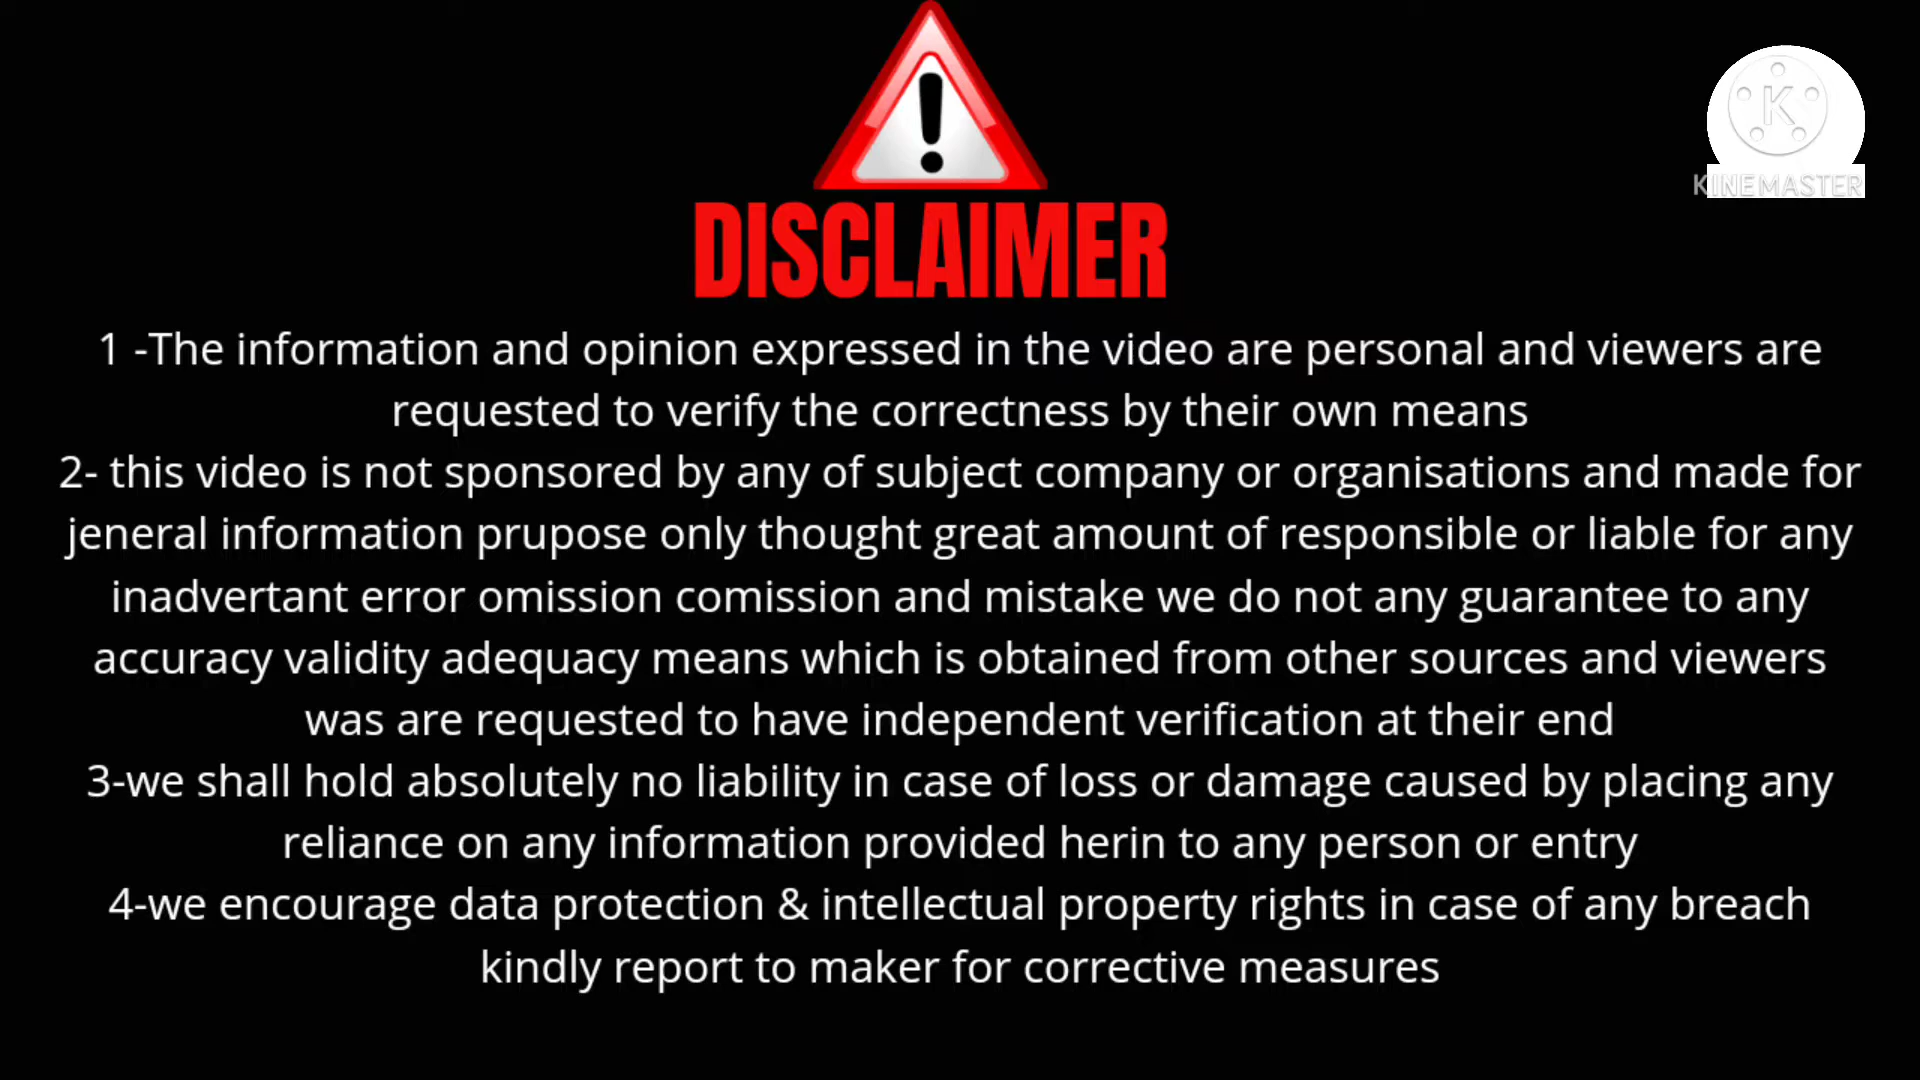 K
KINEMASTER
DISCLAIMER
1 -The information and opinion expressed in the video are personal and viewers are
requested to verify the correctness by their own means
2- this video is not sponsored by any of subject company or organisations and made for
jeneral information prupose only thought great amount of responsible or liable for any
inadvertant error omission comission and mistake we do not any guarantee to any
accuracy validity adequacy means which is obtained from other sources and viewers
was are requested to have independent verification at their end
3-we shall hold absolutely no liability in case of loss or damage caused by placing any
reliance on any information provided herin to any person or entry
4-we encourage data protection & intellectual property rights in case of any breach
kindly report to maker for corrective measures